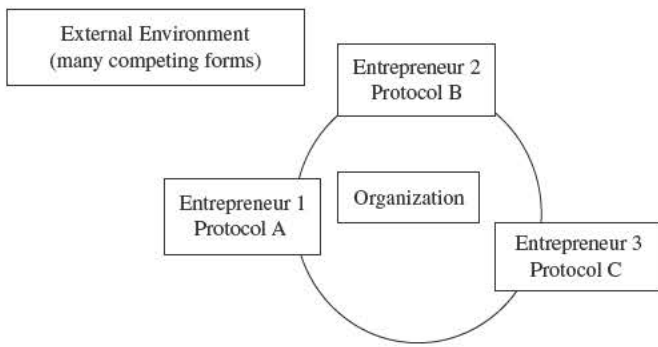 External Environment
(many competing forms)
Entrepreneur 2
Protocol B
Entrepreneur 1
Protocol A
Organization
Entrepreneur 3
Protocol C